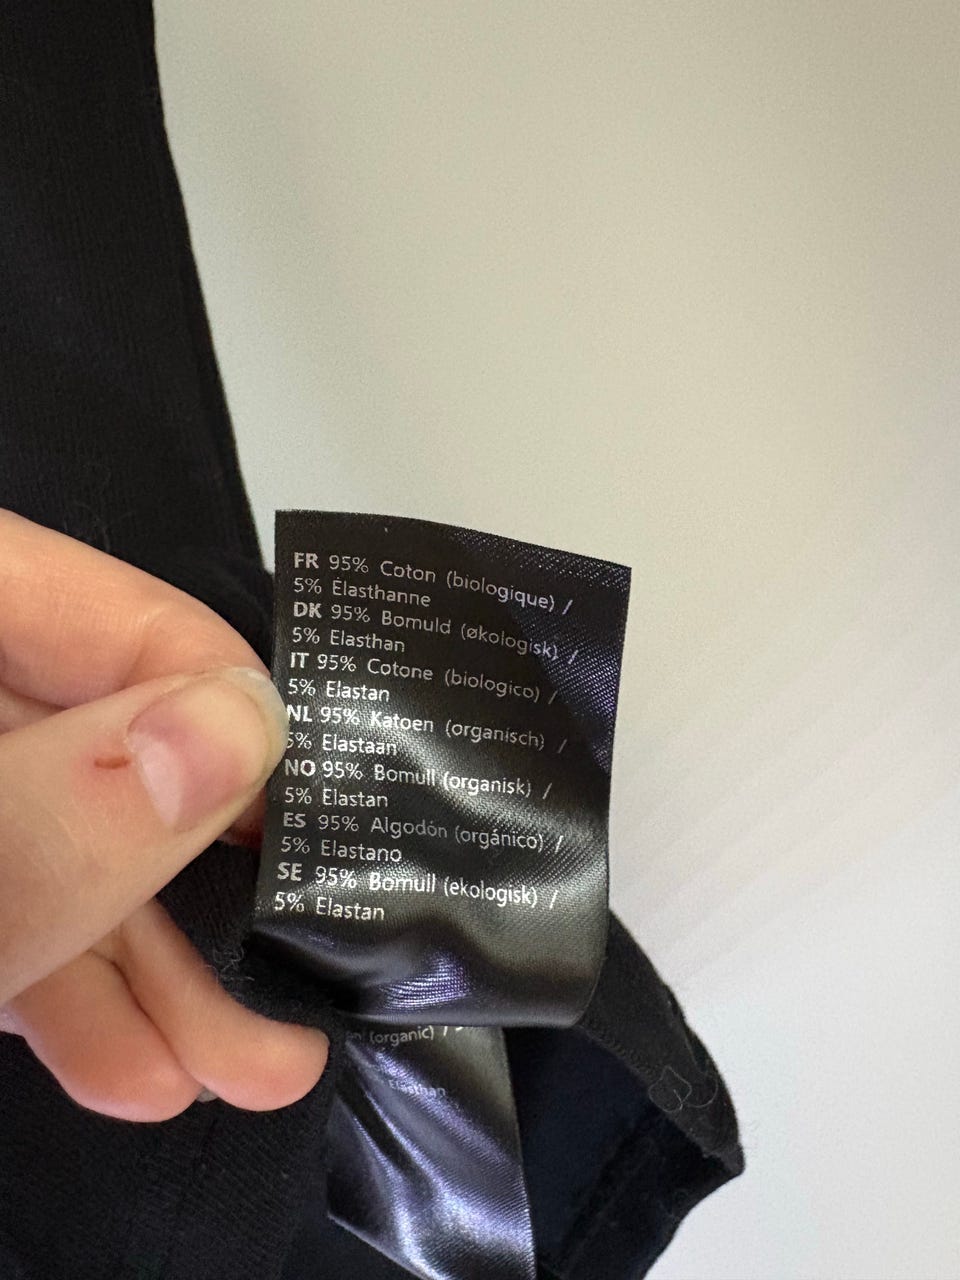 FR 95% Coton (biologique) /
5% Élasthanne
DK 95% Bomuld (økologisk) /
5% Elasthan
IT 95% Cotone (biologico) /
5% Elastan
NL 95% Katoen (organisch) /
5% Elastaan
NO 95% Bomull (organisk) /
5% Elastan
ES 95% Algodón (orgánico) /
5% Elastano
SE 95% Bomull (ekologisk) /
5% Elastan
(organic) /
Elasthan